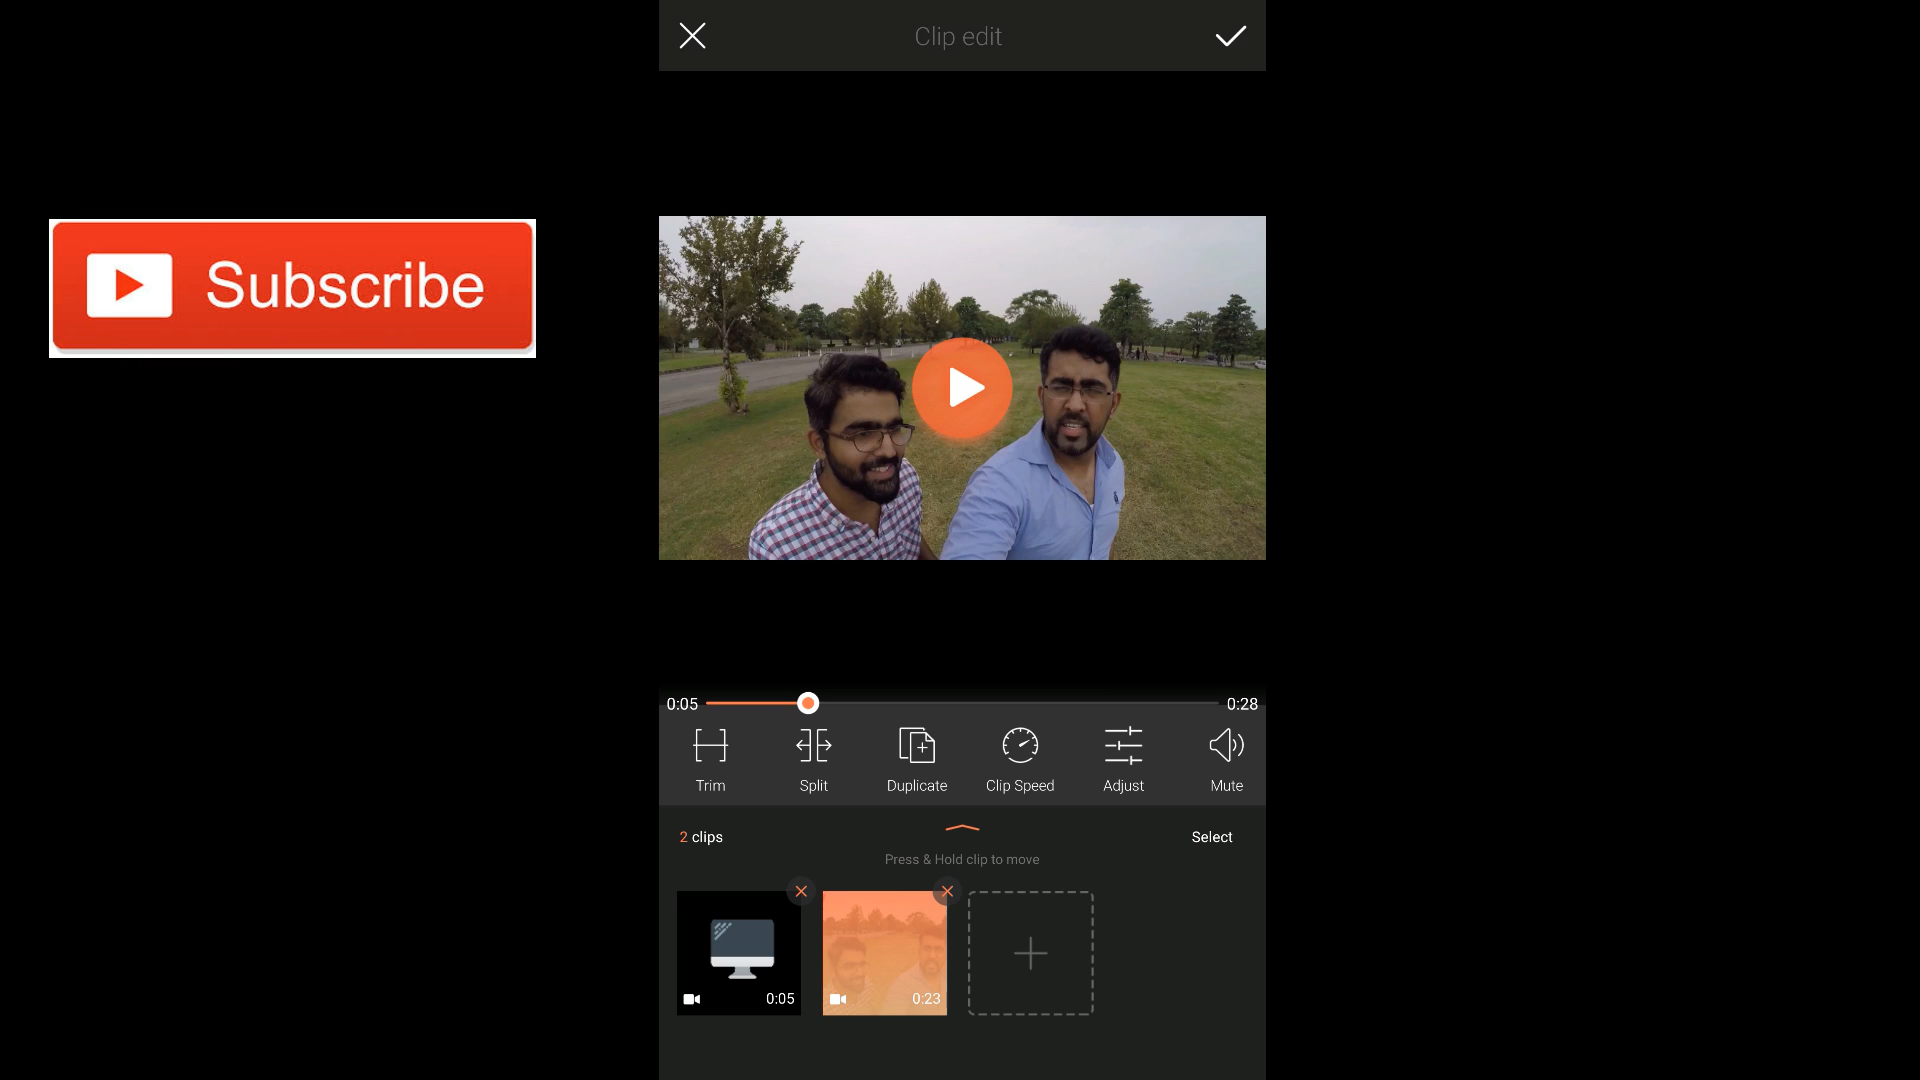 Clip edit
Subscribe
0:05
0:28
Trim
Split
Duplicate
Clip Speed
Adjust
Mute
2 clips
Select
Press & Hold clip to move
0:05
0:23